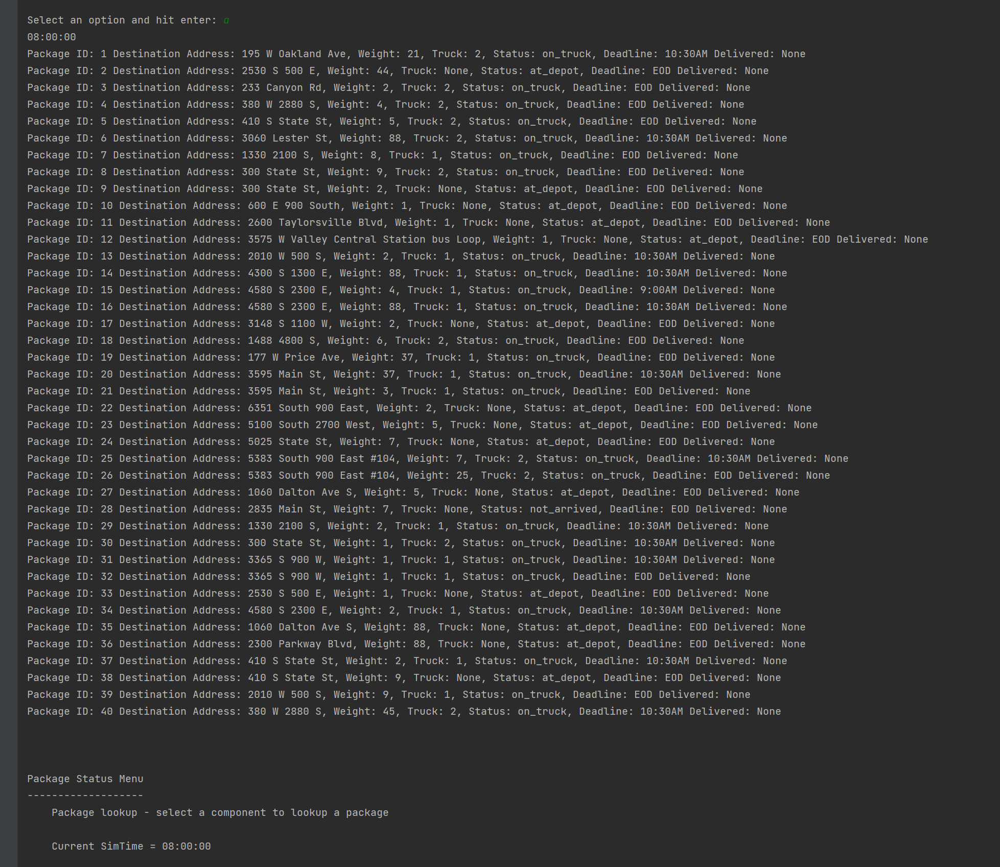 Select an option and hit enter: a
08:00:00
Package ID: 1 Destination Address: 195 W Oakland Ave, Weight: 21, Truck: 2, Status: on_truck, Deadline: 10:30AM Delivered: None
Package ID: 2 Destination Address: 2530 S 500 E, Weight: 44, Truck: None, Status: at_depot, Deadline: EOD Delivered: None
Package ID: 3 Destination Address: 233 Canyon Rd, Weight: 2, Truck: 2, Status: on_truck, Deadline: EOD Delivered: None
Package ID: 4 Destination Address: 380 W 2880 S, Weight: 4, Truck: 2, Status: on_truck, Deadline: EOD Delivered: None
Package ID: 5 Destination Address: 410 S State St, Weight: 5, Truck: 2, Status: on_truck, Deadline: EOD Delivered: None
Package ID: 6 Destination Address: 3060 Lester St, Weight: 88, Truck: 2, Status: on_truck, Deadline: 10:30AM Delivered: None
Package ID: 7 Destination Address: 1330 2100 S, Weight: 8, Truck: 1, Status: on_truck, Deadline: EOD Delivered: None
Package ID: 8 Destination Address: 300 State St, Weight: 9, Truck: 2, Status: on_truck, Deadline: EOD Delivered: None
Package ID: 9 Destination Address: 300 State St, Weight: 2, Truck: None, Status: at_depot, Deadline: EOD Delivered: None
Package ID: 10 Destination Address: 600 E 900 South, Weight: 1, Truck: None, Status: at_depot, Deadline: EOD Delivered: None
Package ID: 11 Destination Address: 2600 Taylorsville Blvd, Weight: 1, Truck: None, Status: at_depot, Deadline: EOD Delivered: None
Package ID: 12 Destination Address: 3575 W Valley Central Station bus Loop, Weight: 1, Truck: None, Status: at_depot, Deadline: EOD Delivered: None
Package ID: 13 Destination Address: 2010 W 500 S, Weight: 2, Truck: 1, Status: on_truck, Deadline: 10:30AM Delivered: None
Package ID: 14 Destination Address: 4300 S 1300 E, Weight: 88, Truck: 1, Status: on_truck, Deadline: 10:30AM Delivered: None
Package ID: 15 Destination Address: 4580 S 2300 E, Weight: 4, Truck: 1, Status: on_truck, Deadline: 9:00AM Delivered: None
Package ID: 16 Destination Address: 4580 S 2300 E, Weight: 88, Truck: 1, Status: on_truck, Deadline: 10:30AM Delivered: None
Package ID: 17 Destination Address: 3148 S 1100 W, Weight: 2, Truck: None, Status: at_depot, Deadline: EOD Delivered: None
Package ID: 18 Destination Address: 1488 4800 S, Weight: 6, Truck: 2, Status: on_truck, Deadline: EOD Delivered: None
Package ID: 19 Destination Address: 177 W Price Ave, Weight: 37, Truck: 1, Status: on_truck, Deadline: EOD Delivered: None
Package ID: 20 Destination Address: 3595 Main St, Weight: 37, Truck: 1, Status: on_truck, Deadline: 10:30AM Delivered: None
Package ID: 21 Destination Address: 3595 Main St, Weight: 3, Truck: 1, Status: on_truck, Deadline: EOD Delivered: None
Package ID: 22 Destination Address: 6351 South 900 East, Weight: 2, Truck: None, Status: at_depot, Deadline: EOD Delivered: None
Package ID: 23 Destination Address: 5100 South 2700 West, Weight: 5, Truck: None, Status: at_depot, Deadline: EOD Delivered: None
Package ID: 24 Destination Address: 5025 State St, Weight: 7, Truck: None, Status: at_depot, Deadline: EOD Delivered: None
Package ID: 25 Destination Address: 5383 South 900 East #104, Weight: 7, Truck: 2, Status: on_truck, Deadline: 10:30AM Delivered: None
Package ID: 26 Destination Address: 5383 South 900 East #104, Weight: 25, Truck: 2, Status: on_truck, Deadline: EOD Delivered: None
Package ID: 27 Destination Address: 1060 Dalton Ave S, Weight: 5, Truck: None, Status: at_depot, Deadline: EOD Delivered: None
Package ID: 28 Destination Address: 2835 Main St, Weight: 7, Truck: None, Status: not_arrived, Deadline: EOD Delivered: None
Package ID: 29 Destination Address: 1330 2100 S, Weight: 2, Truck: 1, Status: on_truck, Deadline: 10:30AM Delivered: None
Package ID: 30 Destination Address: 300 State St, Weight: 1, Truck: 2, Status: on_truck, Deadline: 10:30AM Delivered: None
Package ID: 31 Destination Address: 3365 S 900 W, Weight: 1, Truck: 1, Status: on_truck, Deadline: 10:30AM Delivered: None
Package ID: 32 Destination Address: 3365 S 900 W, Weight: 1, Truck: 1, Status: on_truck, Deadline: EOD Delivered: None
Package ID: 33 Destination Address: 2530 S 500 E, Weight: 1, Truck: None, Status: at_depot, Deadline: EOD Delivered: None
Package ID: 34 Destination Address: 4580 S 2300 E, Weight: 2, Truck: 1, Status: on_truck, Deadline: 10:30AM Delivered: None
Package ID: 35 Destination Address: 1060 Dalton Ave S, Weight: 88, Truck: None, Status: at_depot, Deadline: EOD Delivered: None
Package ID: 36 Destination Address: 2300 Parkway Blvd, Weight: 88, Truck: None, Status: at_depot, Deadline: EOD Delivered: None
Package ID: 37 Destination Address: 410 S State St, Weight: 2, Truck: 1, Status: on_truck, Deadline: 10:30AM Delivered: None
Package ID: 38 Destination Address: 410 S State St, Weight: 9, Truck: None, Status: at_depot, Deadline: EOD Delivered: None
Package ID: 39 Destination Address: 2010 W 500 S, Weight: 9, Truck: 1, Status: on_truck, Deadline: EOD Delivered: None
Package ID: 40 Destination Address: 380 W 2880 S, Weight: 45, Truck: 2, Status: on_truck, Deadline: 10:30AM Delivered: None
Package Status Menu
-------------------
Package lookup - select a component to lookup a package
Current SimTime = 08:00:00